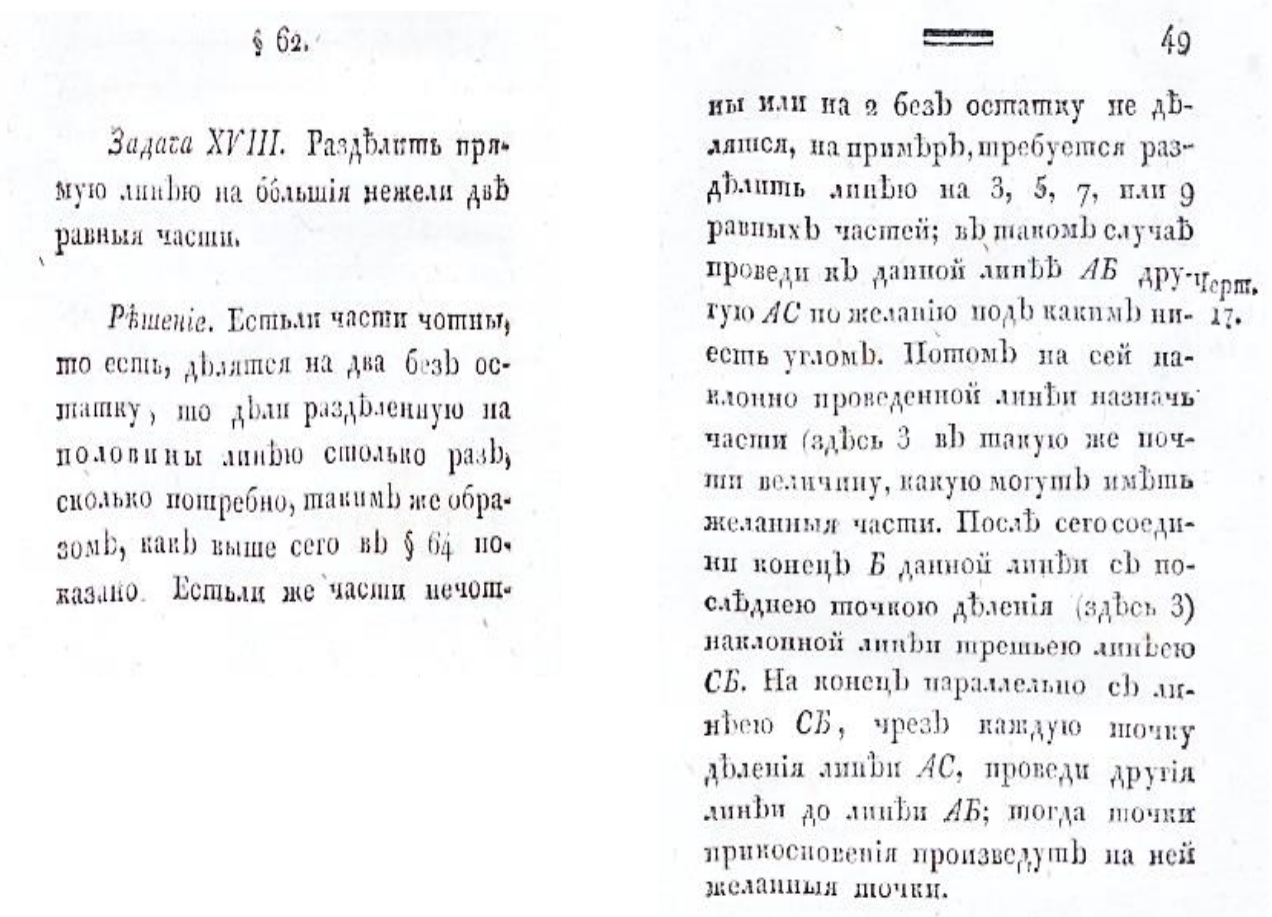 § 62.
Задача XVIII. Раздѣлить пря-
мую линѣю на бо́льшія нежели двѣ
равныя части.
Рѣшеніе. Естьли части чотны,
то есть, дѣлятся на два безъ ос-
татку, то дѣли раздѣленную на
половины линѣю столько разъ,
сколько потребно, такимъ же обра-
зомъ, какъ выше сего въ § 64 по-
казано. Естьли же части нечот-
49
ны или на 2 безъ остатку не дѣ-
лятся, на примѣръ, требуется раз-
дѣлить линѣю на 3, 5, 7, или 9
равныхъ частей; въ такомъ случаѣ
проведи къ данной линѣѣ АБ дру-
гую АС по желанію подъ какимъ ни-
Черт.
17.
есть угломъ. Потомъ на сей на-
клонно проведенной линѣи назначь
части (здѣсь 3 въ такую же поч-
ти величину, какую могутъ имѣть
желанныя части. Послѣ сего соеди-
ни конецъ Б данной линѣи съ по-
слѣднею точкою дѣленія (здѣсь 3)
наклонной линѣи третьею линѣею
СБ. На конецъ параллельно съ ли-
нѣею СБ, чрезъ каждую точку
дѣленія линѣи АС, проведи другія
линѣи до линѣи АБ; тогда точки
прикосновенія произведутъ на ней
желанныя точки.